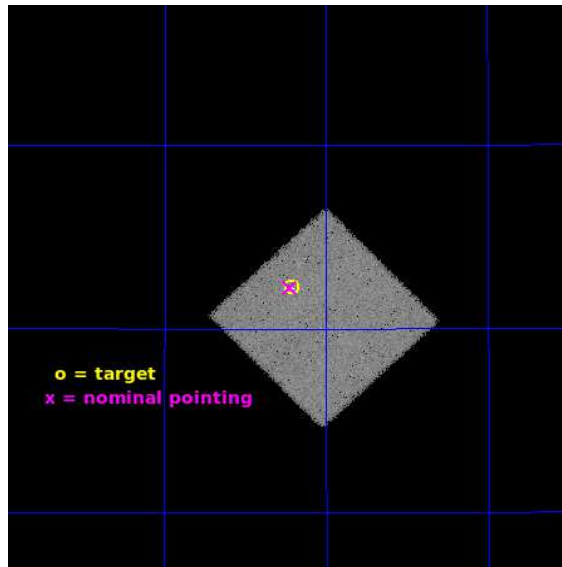 o = target
x = nominal pointing